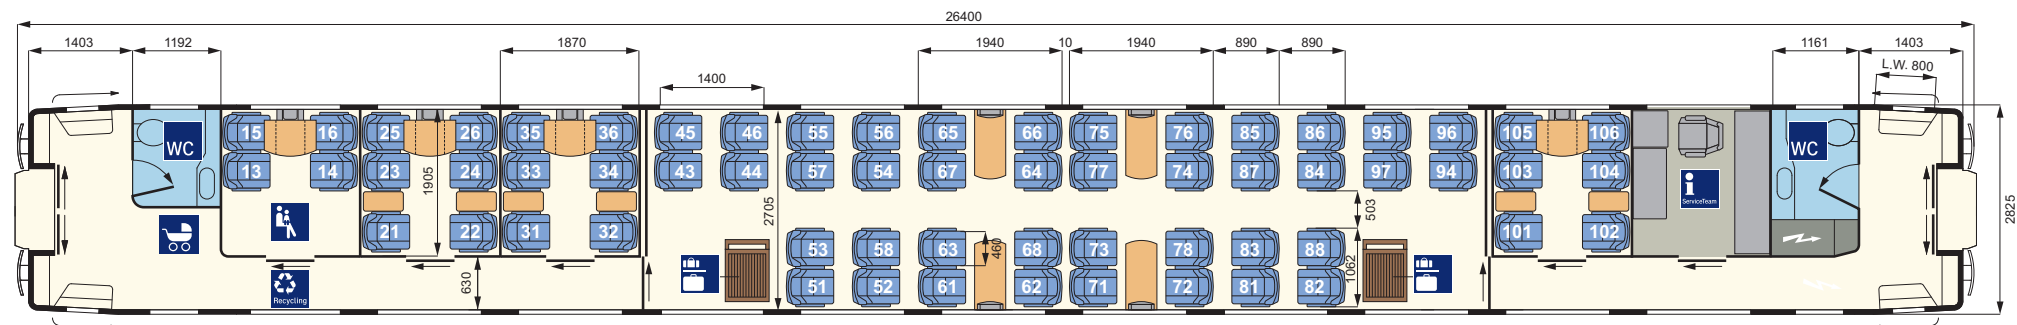 26400
1403 1192 1870 1940 10 1940 890 890 1161 1403
1400 L.W. 800
15 16 25 26 35 36 45 46 55 56 65 66 75 76 85 86 95 96 105 106
WC WC
13 14 23 24 33 34 43 44 57 54 67 64 77 74 87 84 97 94 103 104
1905 2705 503 ServiceTeam 2825
21 22 31 32 101 102
53 58 63 460 68 73 78 83 88
1062
630 51 52 61 62 71 72 81 82
Recycling